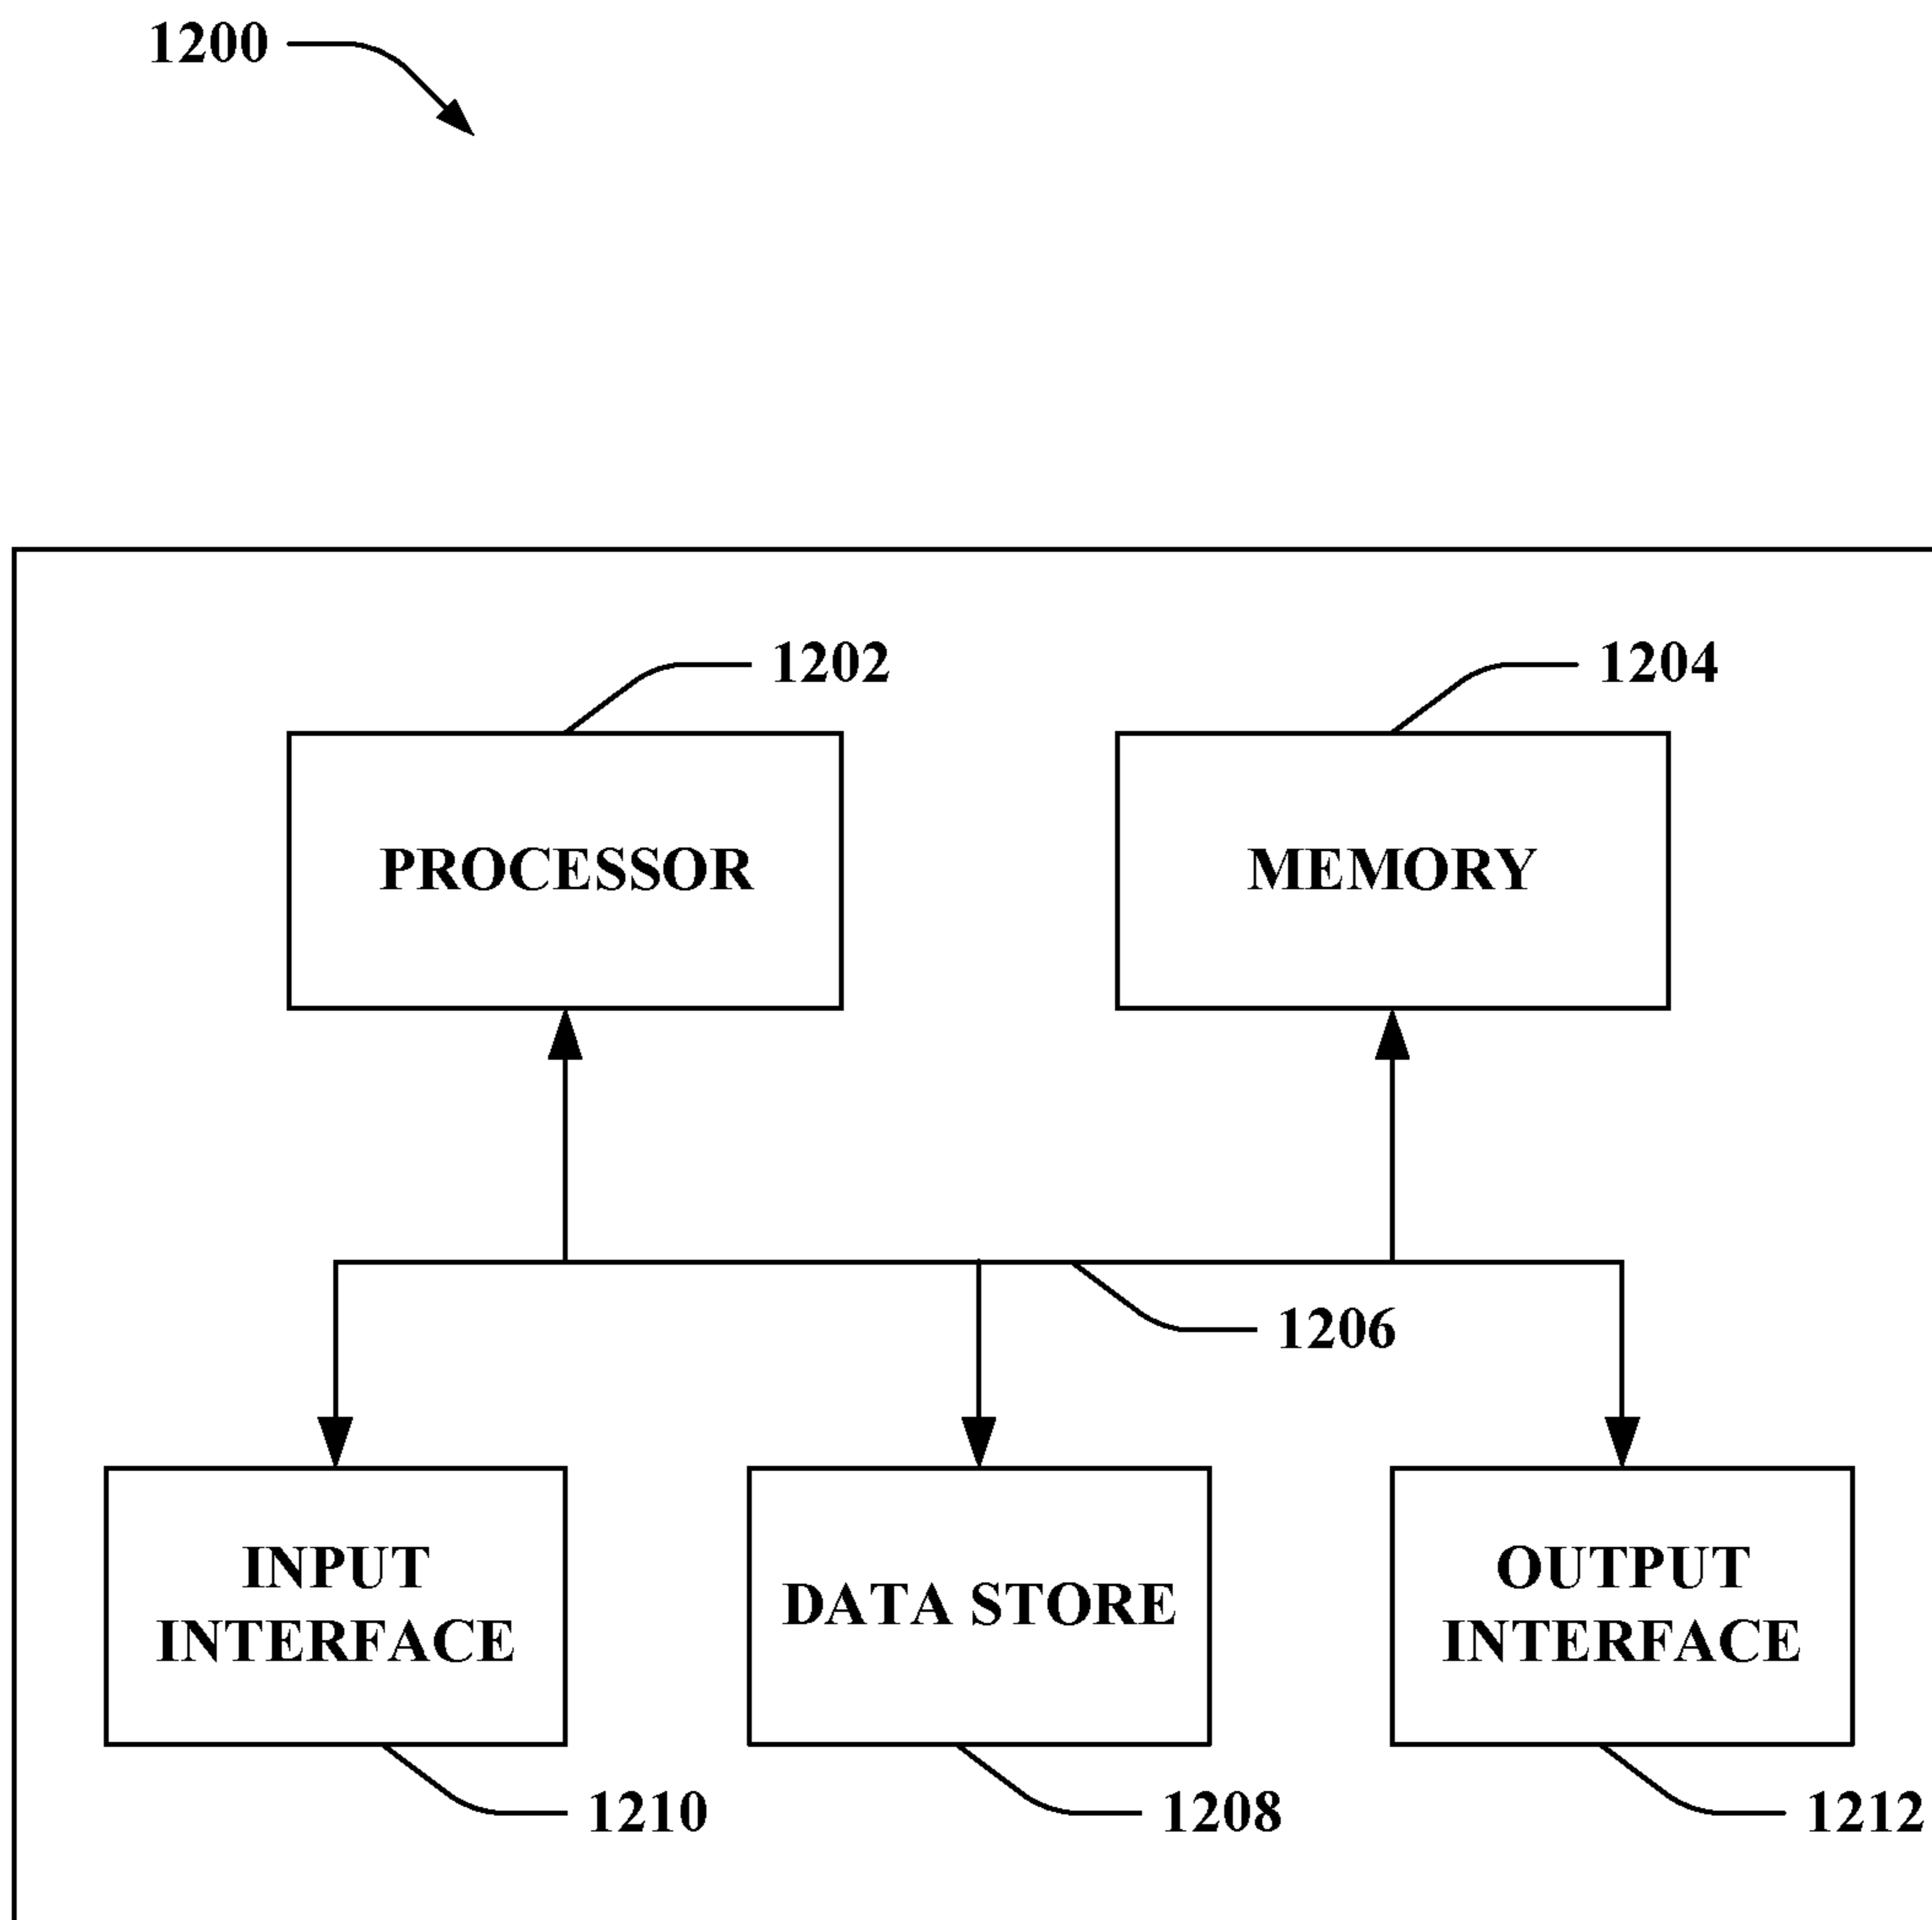 1200
1202
1204
PROCESSOR
MEMORY
1206
INPUT
INTERFACE
DATA STORE
OUTPUT
INTERFACE
1210
1208
1212